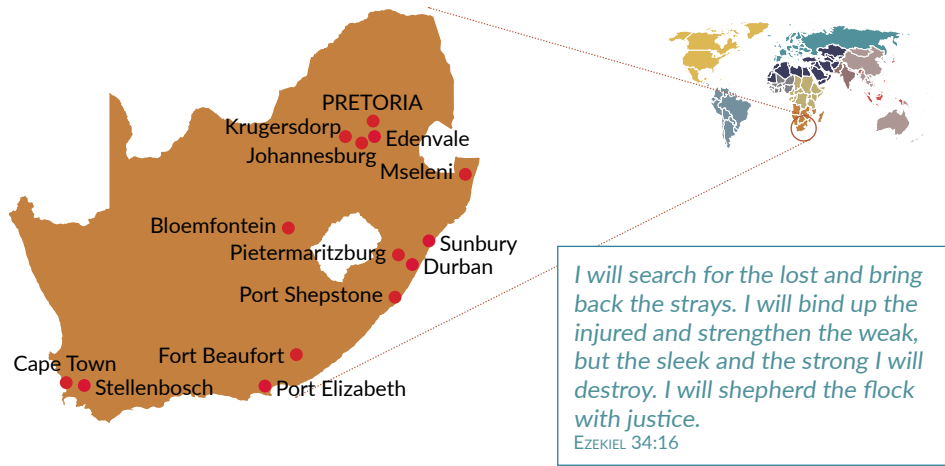 PRETORIA
Krugersdorp
Edenvale
Johannesburg
Mseleni
Bloemfontein
Sunbury
Pietermaritzburg
Durban
Port Shepstone
Fort Beaufort
Cape Town
Stellenbosch
Port Elizabeth
I will search for the lost and bring
back the strays. I will bind up the
injured and strengthen the weak,
but the sleek and the strong I will
destroy. I will shepherd the flock
with justice.
EZEKIEL 34:16